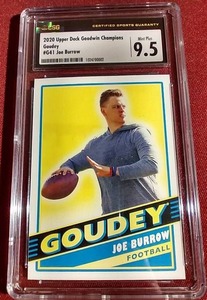 CSG
CERTIFIED SPORTS GUARANTY
2020 Upper Deck Goodwin Champions
Goudey
#G41 Joe Burrow
Mint Plus
9.5
GOUDEY
JOE BURROW
FOOTBALL